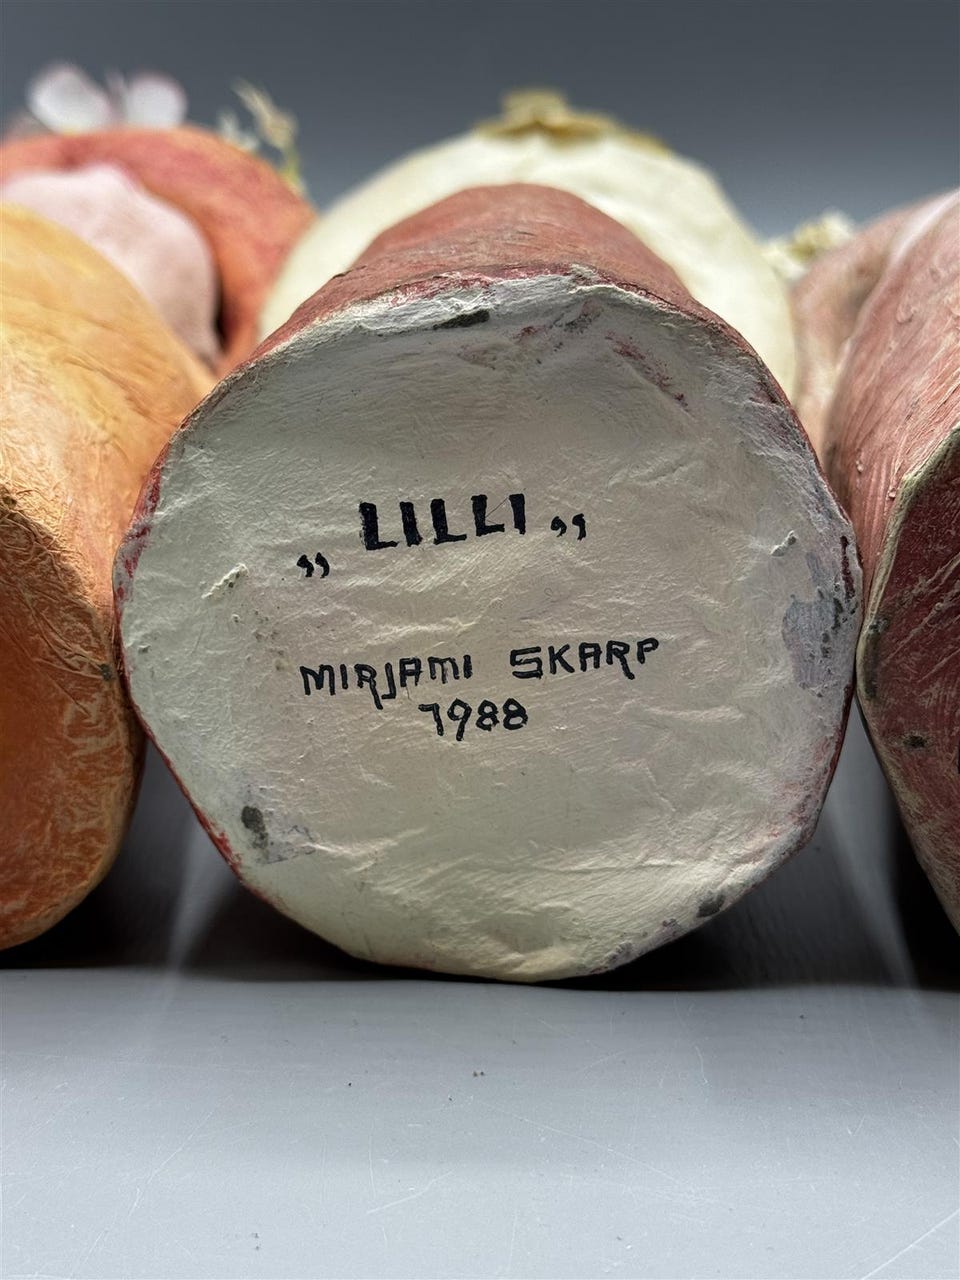 „ LILLI „
MIRJAMI SKARP
1988